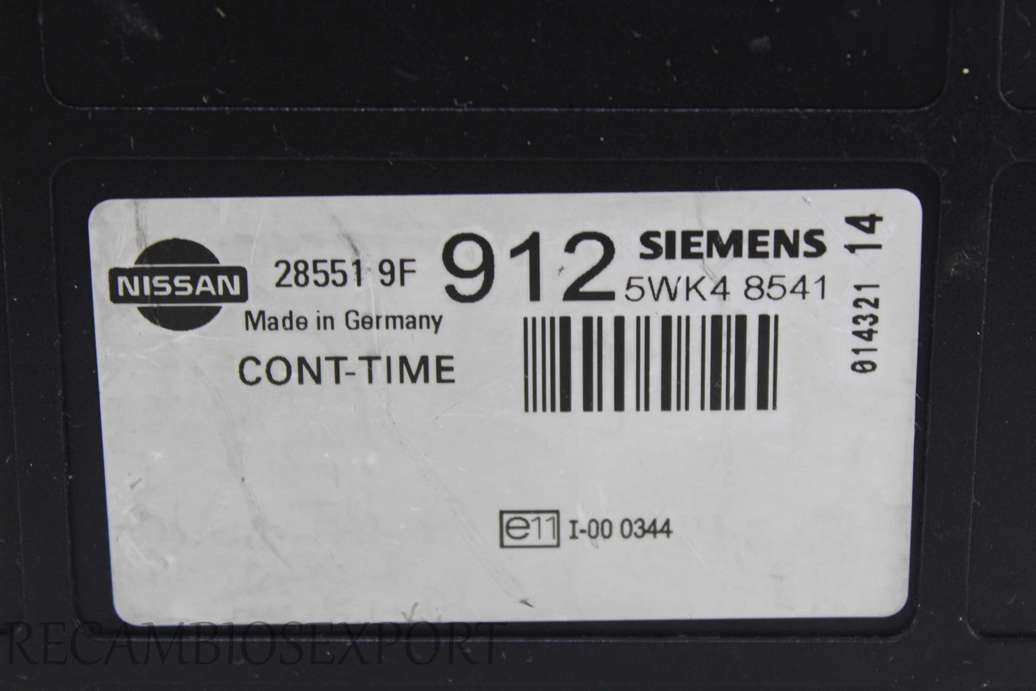 NISSAN
28551 9F 912
SIEMENS
5WK4 8541
Made in Germany
CONT-TIME
014321 14
e11 I-00 0344
RECAMBIOSEXPORT